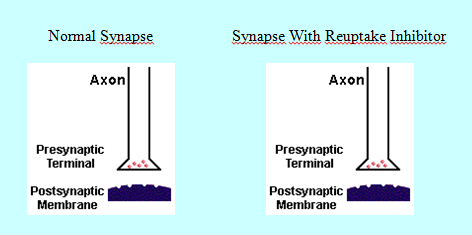 Normal Synapse
Synapse With Reuptake Inhibitor
Axon
Presynaptic
Terminal
Postsynaptic
Membrane
Axon
Presynaptic
Terminal
Postsynaptic
Membrane